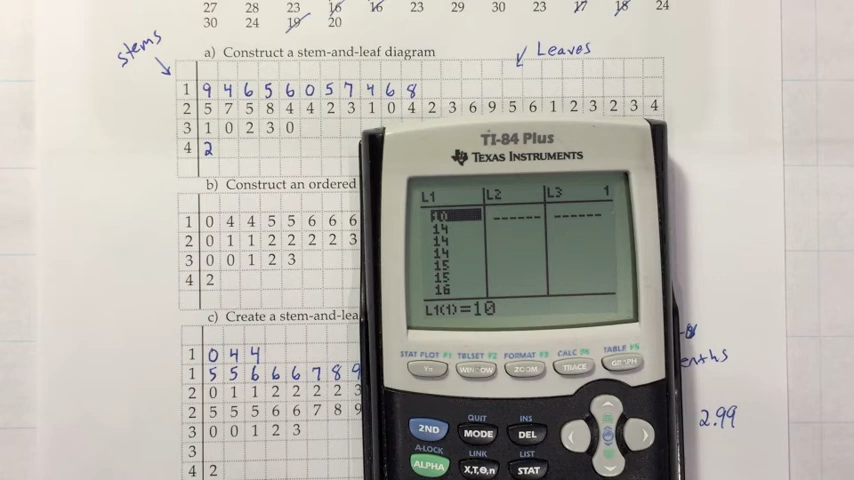 27 28 23 16 16 23 29 30 23 17 18 24
30 24 19 20
a) Construct a stem-and-leaf diagram
stems
Leaves
1 9 4 6 5 6 0 5 7 4 6 8
2 5 7 5 8 4 4 2 3 1 0 4 2 3 6 9 5 6 1 2 3 2 3 4
3 1 0 2 3 0
4 2
b) Construct an ordered
1 0 4 4 5 5 6 6 6
2 0 1 1 2 2 2 2 3
3 0 0 1 2 3
4 2
c) Create a stem-and-lea
1 0 4 4
1 5 5 6 6 6 7 8 9
2 0 1 1 2 2 2 2 3
2 5 5 5 6 6 7 8 9
3 0 0 1 2 3
3
4 2
TI-84 Plus
TEXAS INSTRUMENTS
L1 L2 L3 1
10 ------ ------
14
14
14
15
15
16
L1(1)=10
STAT PLOT F1 TBLSET F2 FORMAT F3 CALC F4 TABLE F5
Y= WINDOW ZOOM TRACE GRAPH
QUIT INS
2ND MODE DEL
A-LOCK LINK LIST
ALPHA X,T,θ,n STAT
enths
2.99